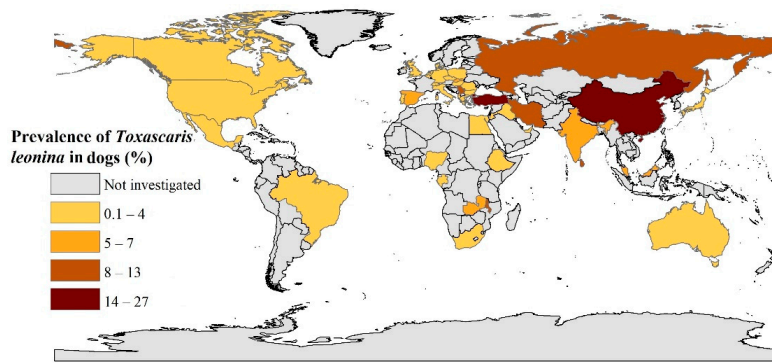 Prevalence of Toxascaris
leonina in dogs (%)
Not investigated
0.1 – 4
5 – 7
8 – 13
14 – 27